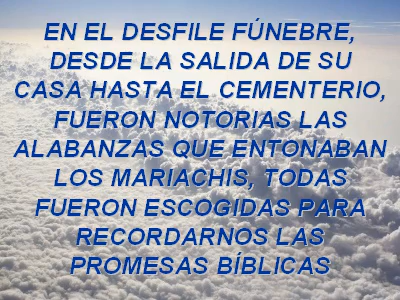 EN EL DESFILE FÚNEBRE,
DESDE LA SALIDA DE SU
CASA HASTA EL CEMENTERIO,
FUERON NOTORIAS LAS
ALABANZAS QUE ENTONABAN
LOS MARIACHIS, TODAS
FUERON ESCOGIDAS PARA
RECORDARNOS LAS
PROMESAS BÍBLICAS